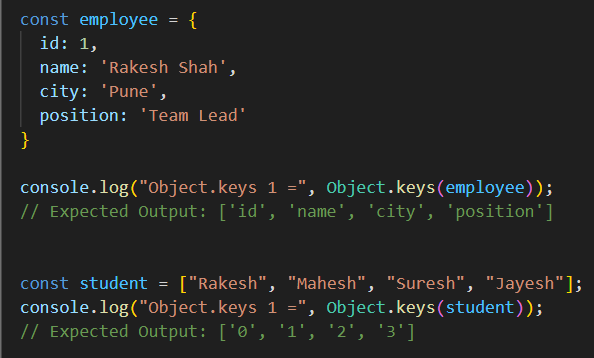 const employee = {
  id: 1,
  name: 'Rakesh Shah',
  city: 'Pune',
  position: 'Team Lead'
}
console.log("Object.keys 1 =", Object.keys(employee));
// Expected Output: ['id', 'name', 'city', 'position']
const student = ["Rakesh", "Mahesh", "Suresh", "Jayesh"];
console.log("Object.keys 1 =", Object.keys(student));
// Expected Output: ['0', '1', '2', '3']